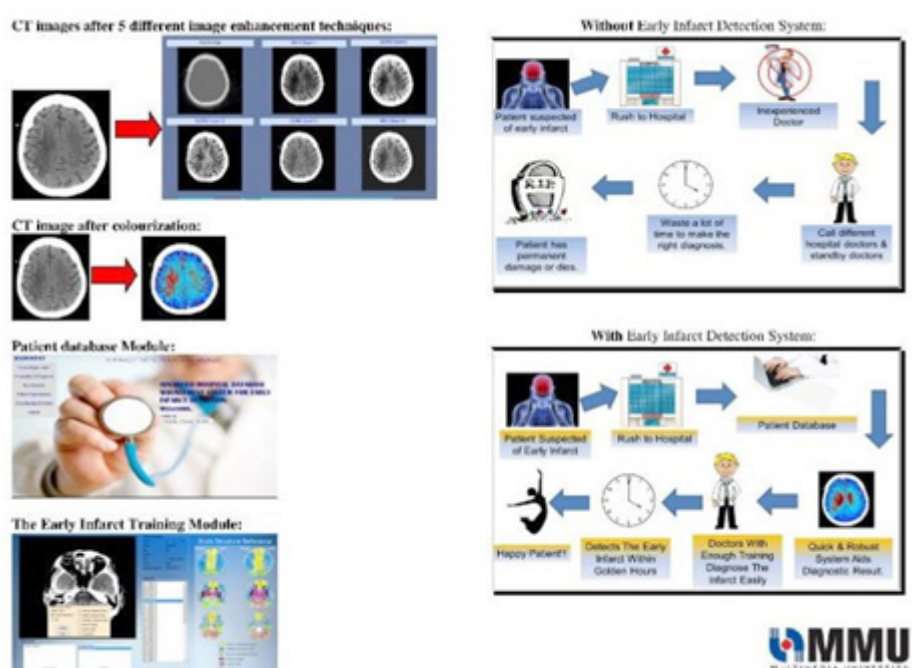 CT images after 5 different image enhancement techniques:
CT image after colourization:
Patient database Module:
The Early Infarct Training Module:
Brain Structure Reference
Without Early Infarct Detection System:
Patient suspected
of early infarct
Rush to Hospital
Inexperienced
Doctor
Call different
hospital doctors &
standby doctors
Waste a lot of
time to make the
right diagnosis.
R.I.P.
Patient has
permanent
damage or dies.
With Early Infarct Detection System:
Patient Suspected
of Early Infarct
Rush to Hospital
Patient Database
Quick & Robust
System Aids
Diagnostic Result.
Doctors With
Enough Training
Diagnose The
Infarct Easily
Detects The Early
Infarct Within
Golden Hours
Happy Patient!!
MMU
MULTIMEDIA UNIVERSITY